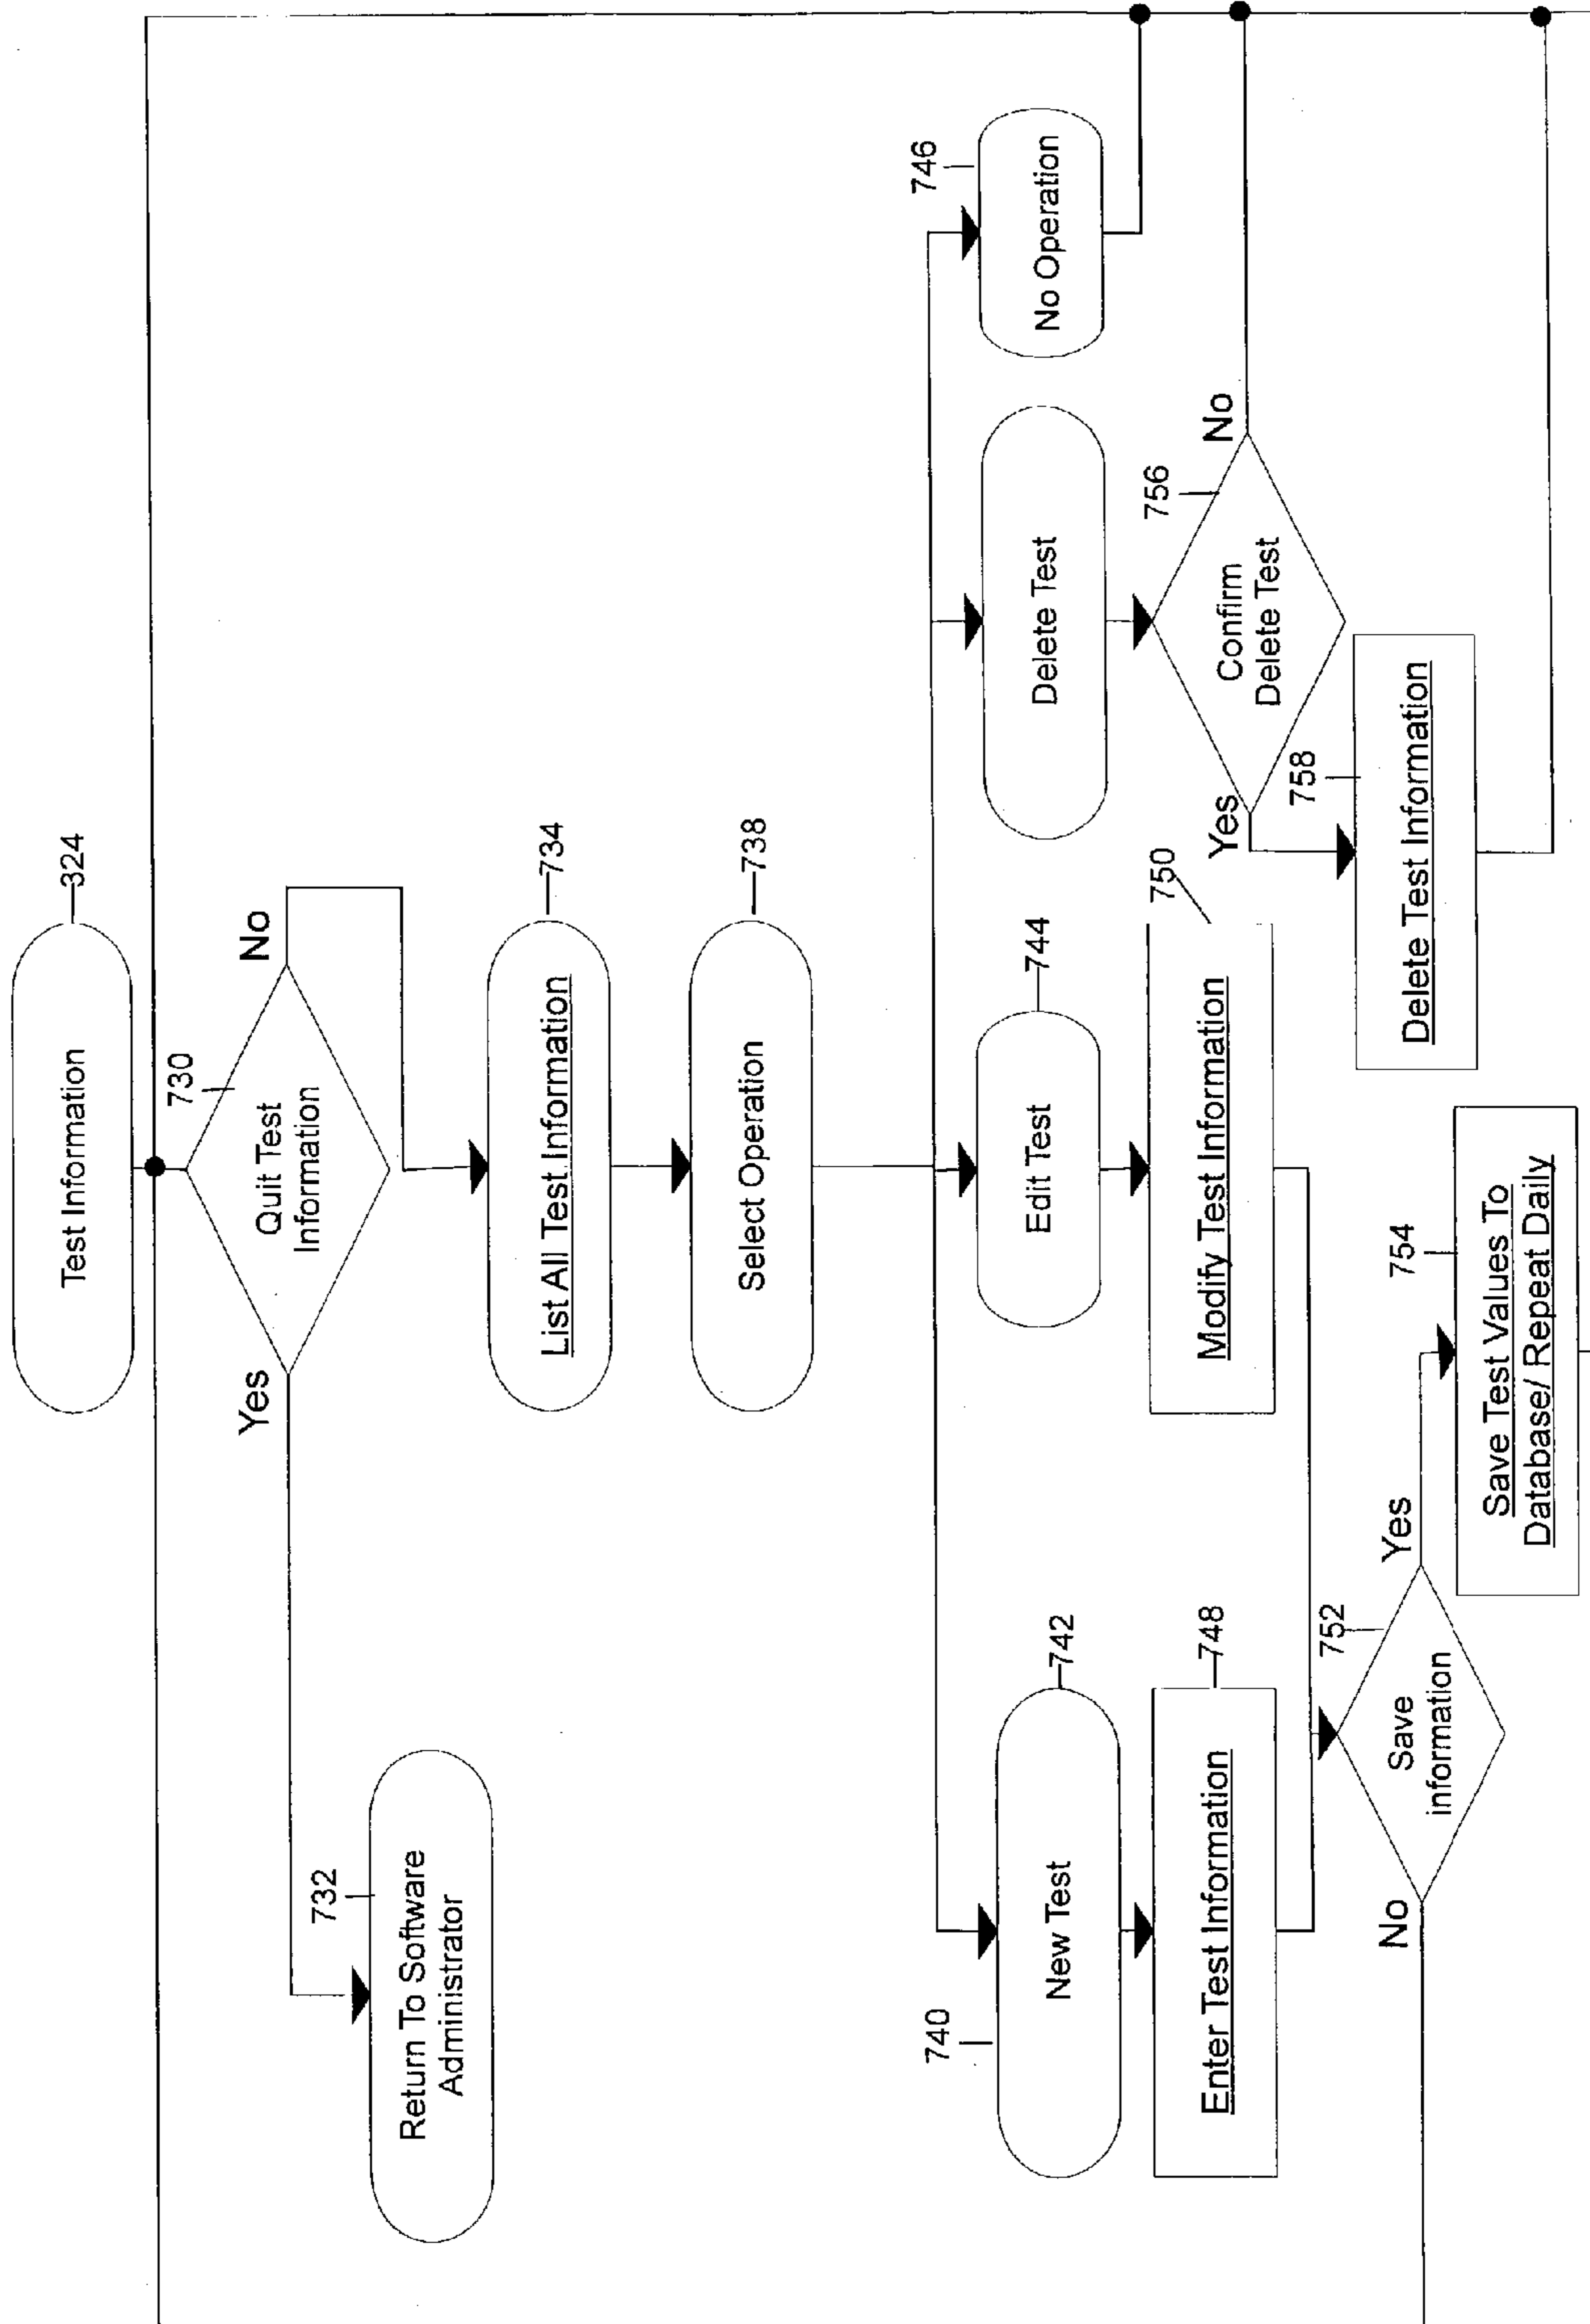 Test Information
324
730
Quit Test
Information
Yes
No
732
Return To Software
Administrator
List All Test Information
734
Select Operation
738
740
New Test
742
Edit Test
744
Delete Test
746
No Operation
Enter Test Information
748
Modify Test Information
750
756
Confirm
Delete Test
Yes
No
758
Delete Test Information
752
Save
information
No
Yes
754
Save Test Values To
Database/ Repeat Daily